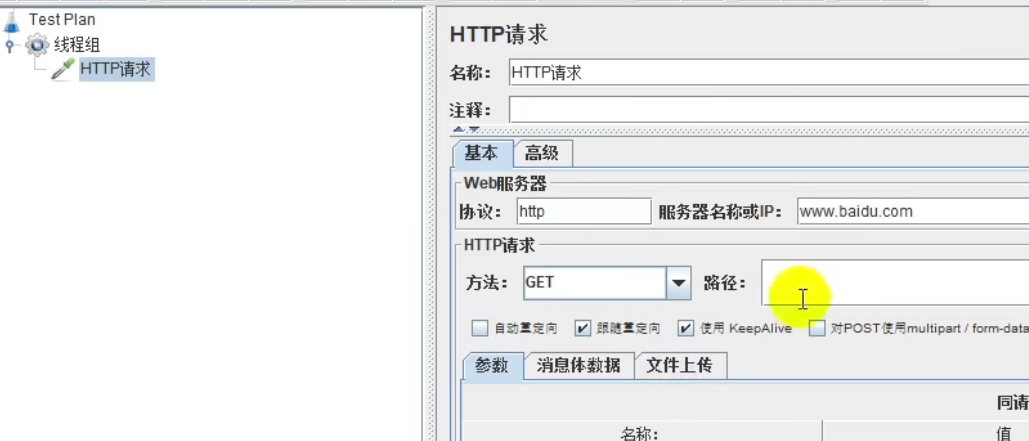 Test Plan
线程组
HTTP请求
HTTP请求
名称： HTTP请求
注释：
基本 高级
Web服务器
协议： http 服务器名称或IP： www.baidu.com
HTTP请求
方法： GET 路径：
自动重定向 跟随重定向 使用 KeepAlive 对POST使用multipart / form-data
参数 消息体数据 文件上传
同请
名称： 值